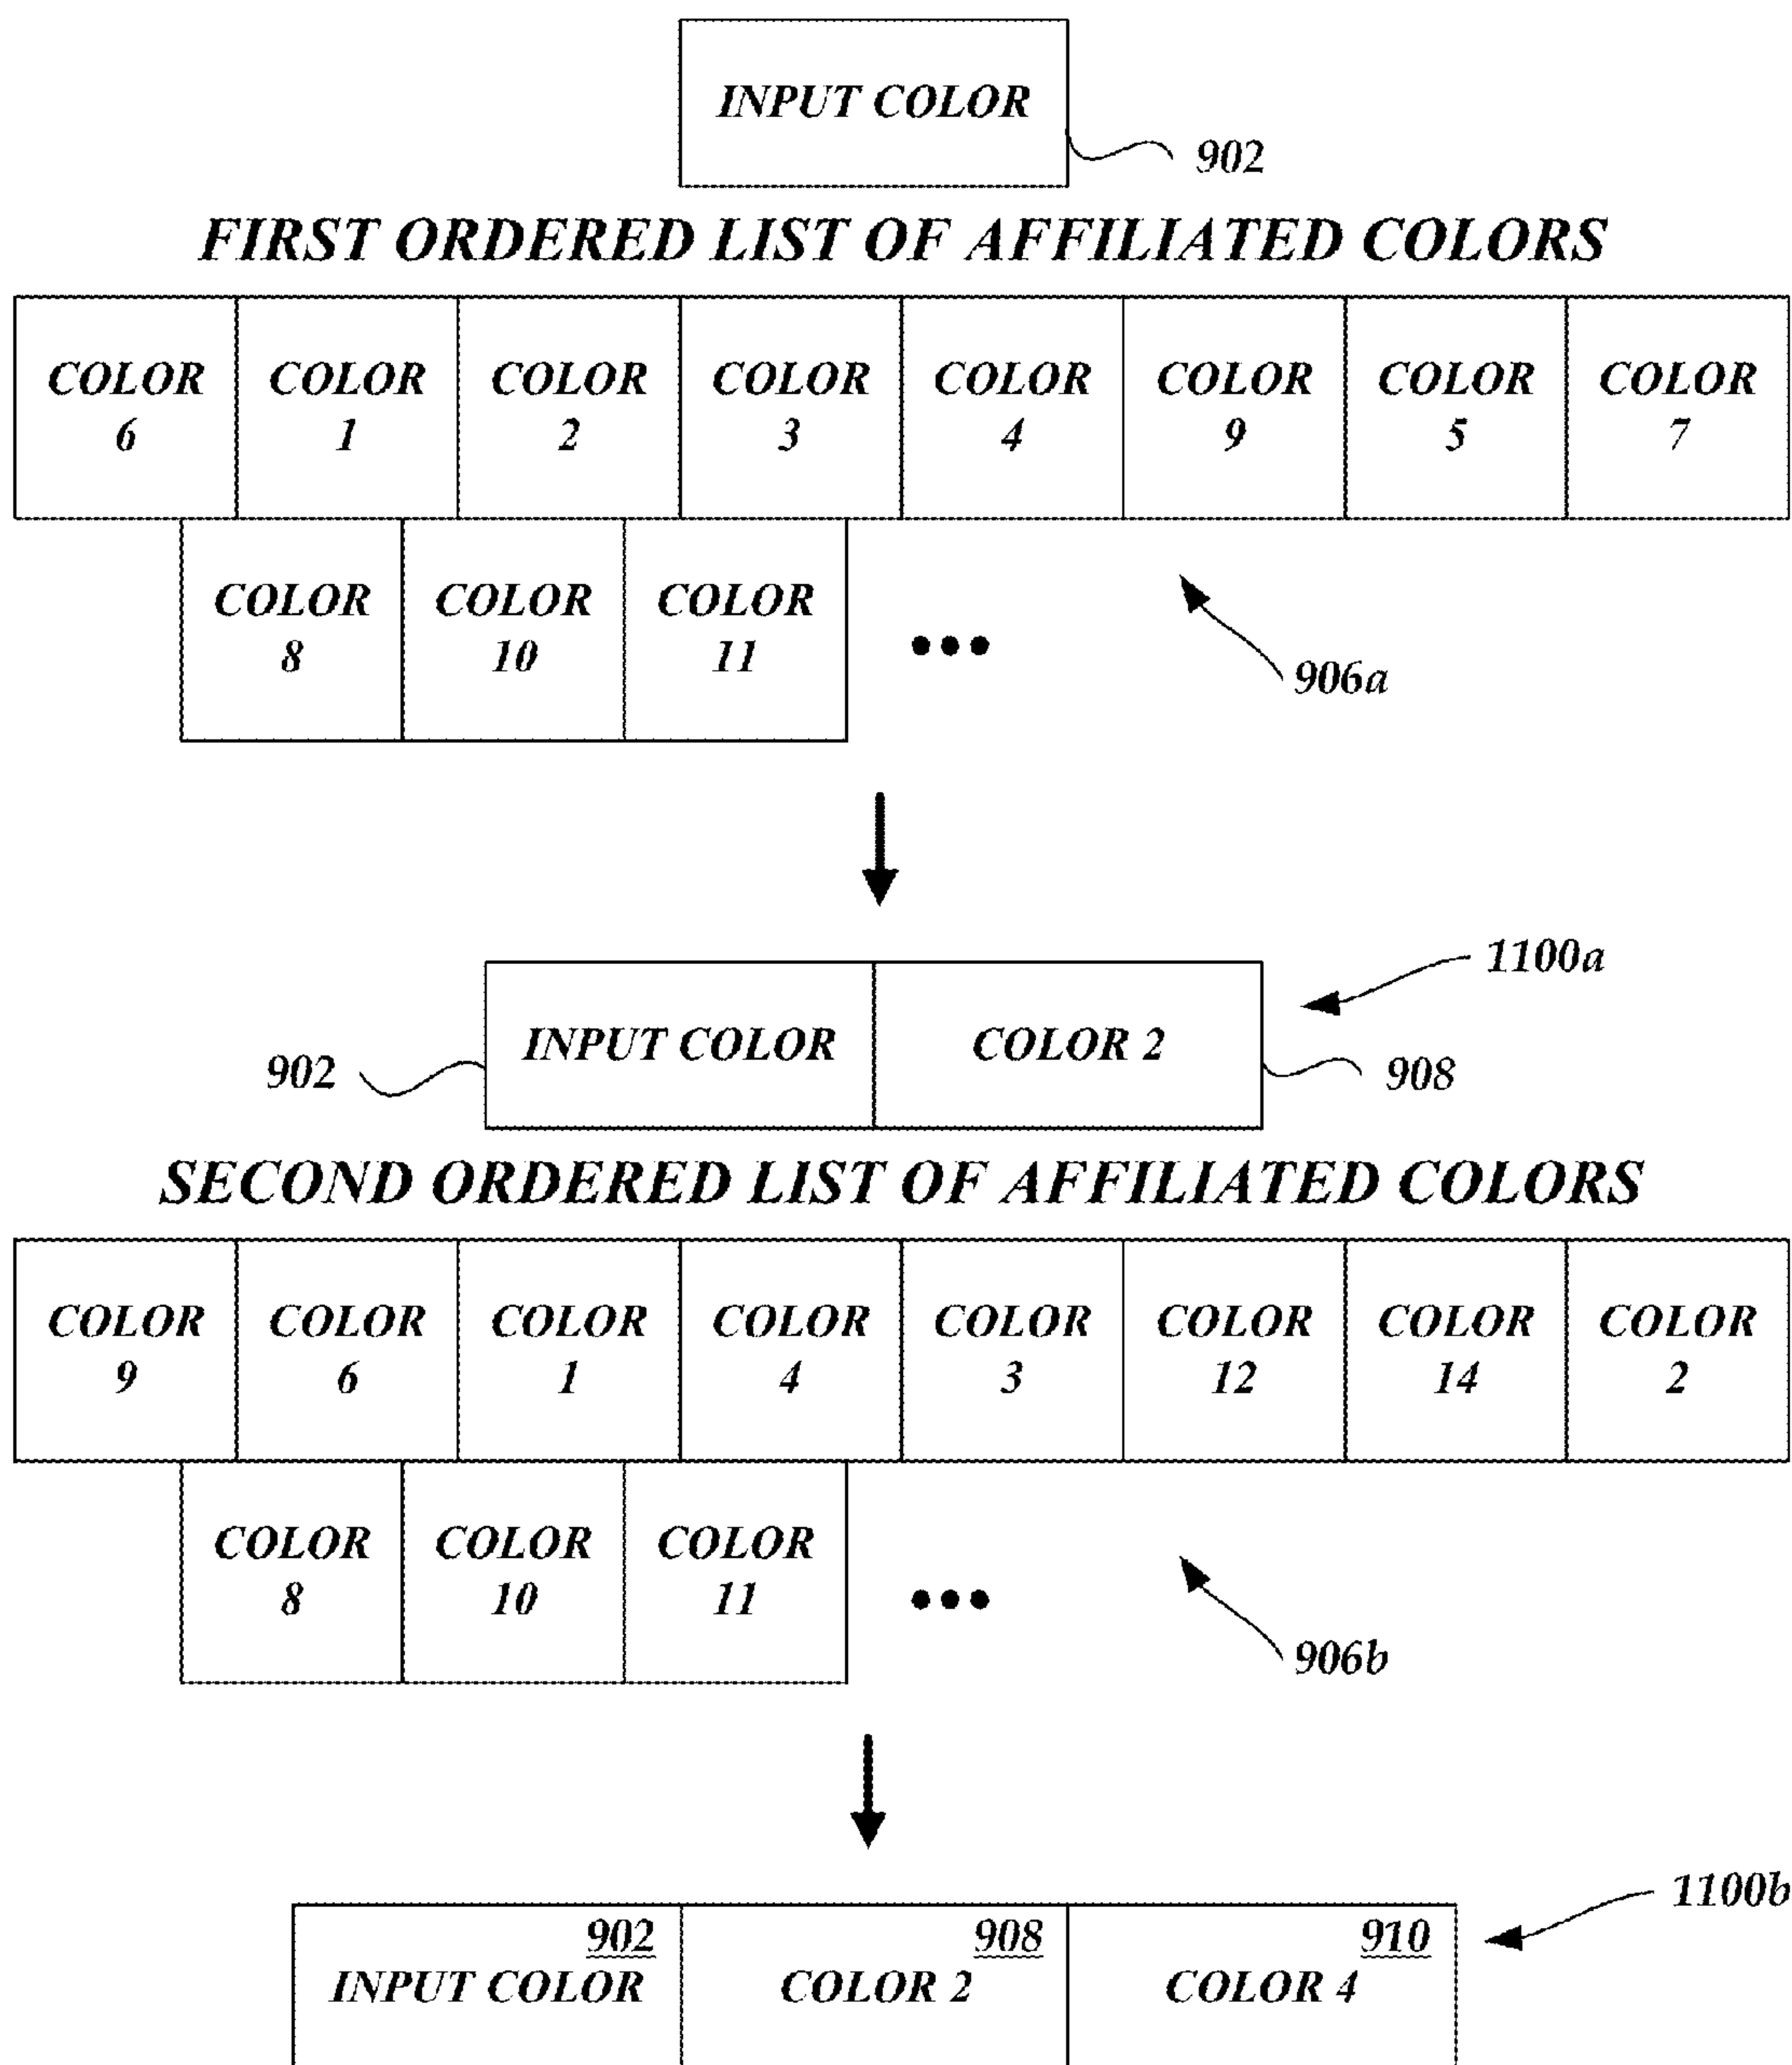 INPUT COLOR
902
FIRST ORDERED LIST OF AFFILIATED COLORS
COLOR COLOR COLOR COLOR COLOR COLOR COLOR COLOR
6 1 2 3 4 9 5 7
COLOR COLOR COLOR
8 10 11 •••
906a
1100a
INPUT COLOR COLOR 2
902 908
SECOND ORDERED LIST OF AFFILIATED COLORS
COLOR COLOR COLOR COLOR COLOR COLOR COLOR COLOR
9 6 1 4 3 12 14 2
COLOR COLOR COLOR
8 10 11 •••
906b
1100b
902 908 910
INPUT COLOR COLOR 2 COLOR 4